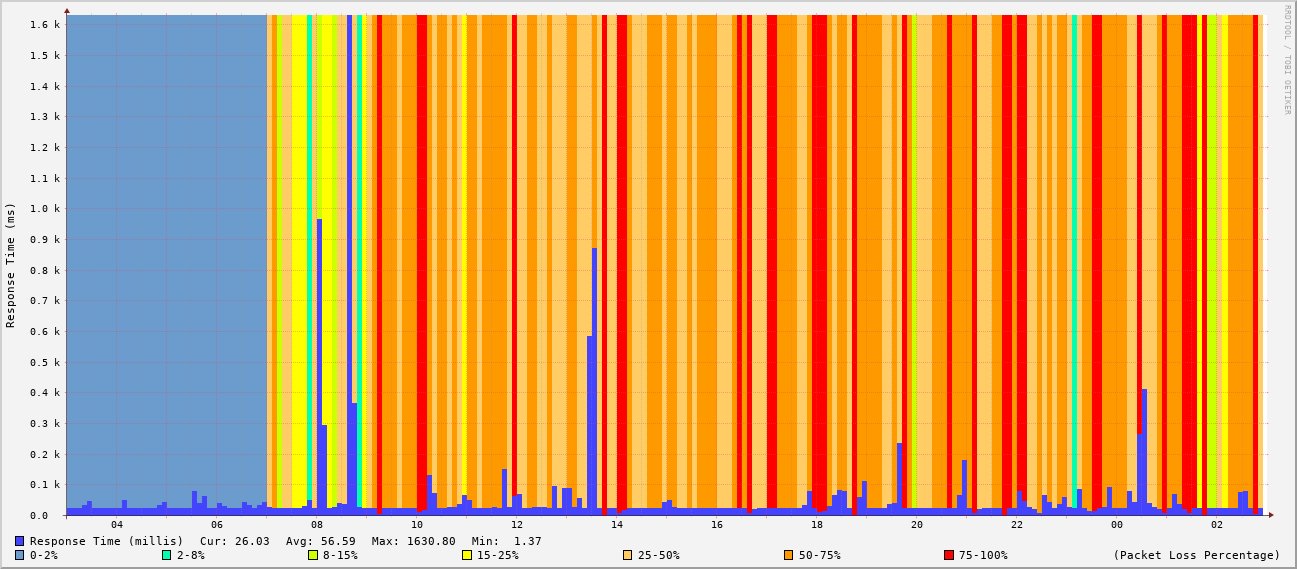 1.6 k
1.5 k
1.4 k
1.3 k
1.2 k
1.1 k
1.0 k
0.9 k
0.8 k
0.7 k
0.6 k
0.5 k
0.4 k
0.3 k
0.2 k
0.1 k
0.0
Response Time (ms)
RRDTOOL / TOBI OETIKER
04 06 08 10 12 14 16 18 20 22 00 02
Response Time (millis) Cur: 26.03 Avg: 56.59 Max: 1630.80 Min: 1.37
0-2% 2-8% 8-15% 15-25% 25-50% 50-75% 75-100% (Packet Loss Percentage)